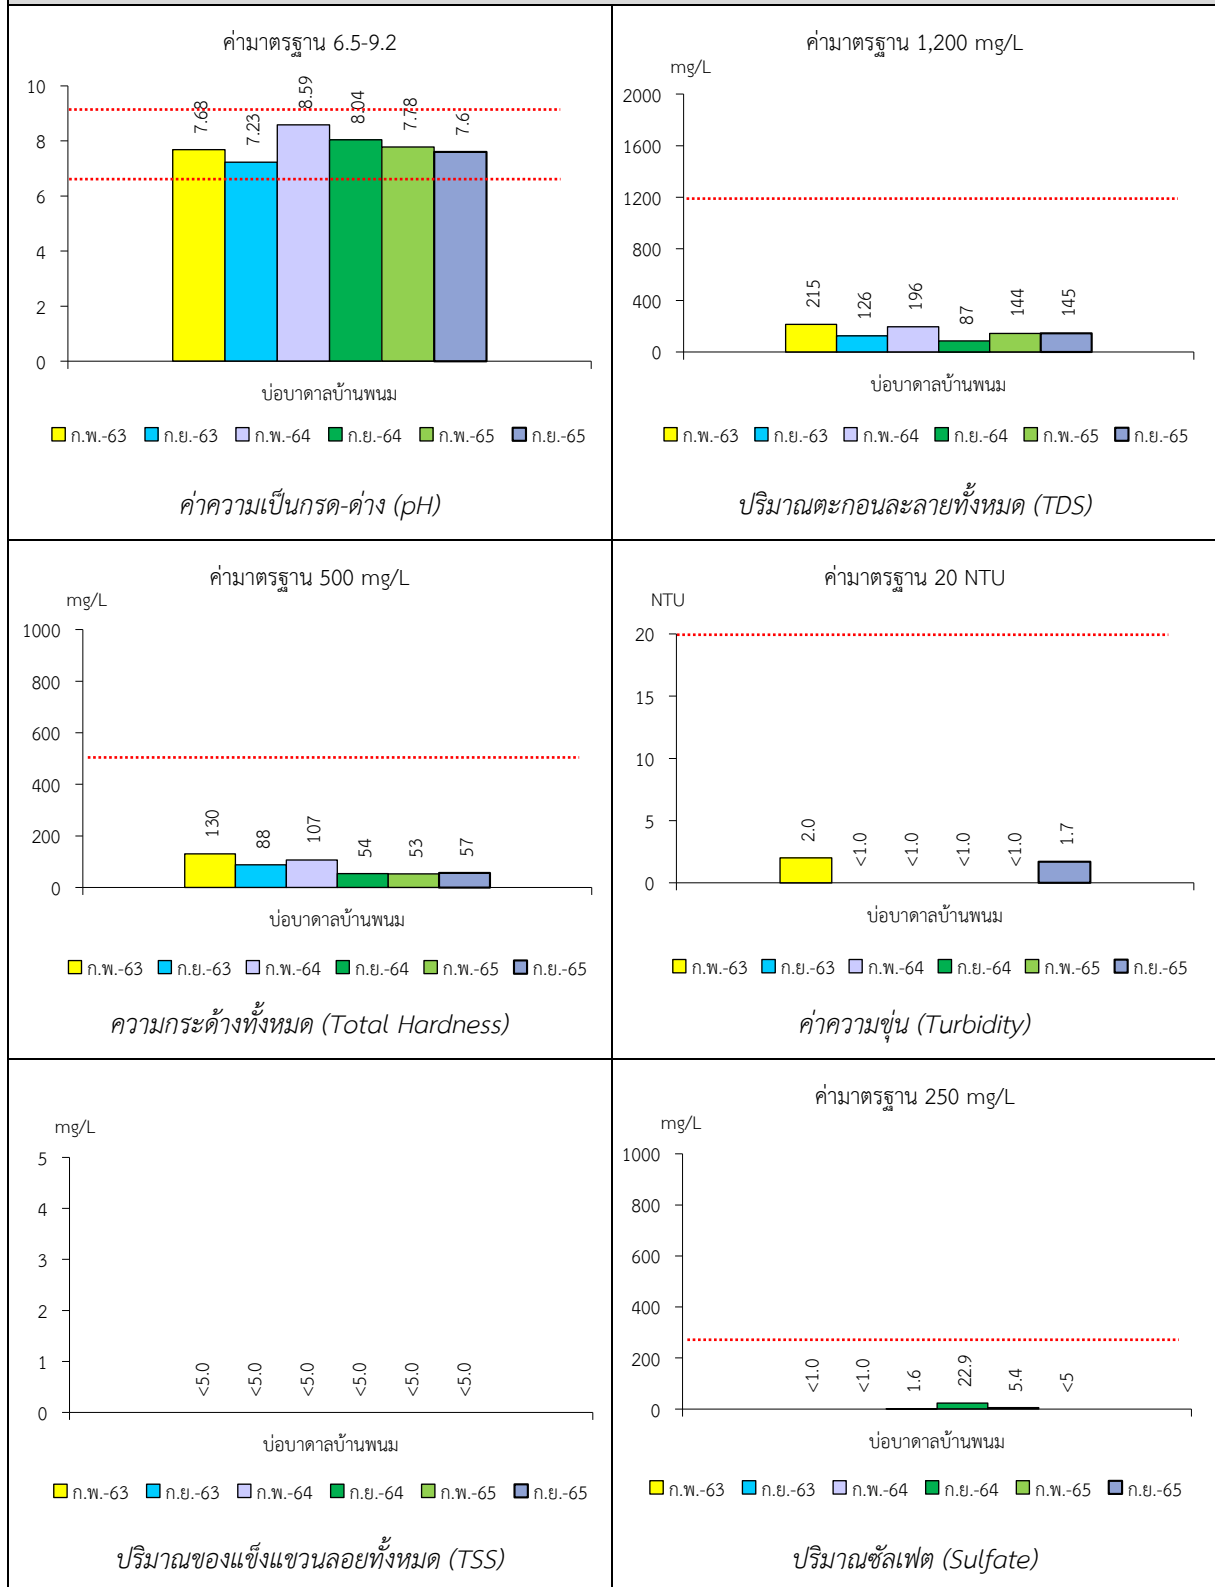 ค่ามาตรฐาน 6.5-9.2
10
8
6
4
2
0
7.68
7.23
8.59
8.04
7.78
7.6
บ่อบาดาลบ้านพนม
ก.พ.-63 ก.ย.-63 ก.พ.-64 ก.ย.-64 ก.พ.-65 ก.ย.-65
ค่าความเป็นกรด-ด่าง (pH)
ค่ามาตรฐาน 1,200 mg/L
mg/L
2000
1600
1200
800
400
0
215
126
196
87
144
145
บ่อบาดาลบ้านพนม
ก.พ.-63 ก.ย.-63 ก.พ.-64 ก.ย.-64 ก.พ.-65 ก.ย.-65
ปริมาณตะกอนละลายทั้งหมด (TDS)
ค่ามาตรฐาน 500 mg/L
mg/L
1000
800
600
400
200
0
130
88
107
54
53
57
บ่อบาดาลบ้านพนม
ก.พ.-63 ก.ย.-63 ก.พ.-64 ก.ย.-64 ก.พ.-65 ก.ย.-65
ความกระด้างทั้งหมด (Total Hardness)
ค่ามาตรฐาน 20 NTU
NTU
20
15
10
5
0
2.0
<1.0
<1.0
<1.0
<1.0
1.7
บ่อบาดาลบ้านพนม
ก.พ.-63 ก.ย.-63 ก.พ.-64 ก.ย.-64 ก.พ.-65 ก.ย.-65
ค่าความขุ่น (Turbidity)
mg/L
5
4
3
2
1
0
<5.0
<5.0
<5.0
<5.0
<5.0
<5.0
บ่อบาดาลบ้านพนม
ก.พ.-63 ก.ย.-63 ก.พ.-64 ก.ย.-64 ก.พ.-65 ก.ย.-65
ปริมาณของแข็งแขวนลอยทั้งหมด (TSS)
ค่ามาตรฐาน 250 mg/L
mg/L
1000
800
600
400
200
0
<1.0
<1.0
1.6
22.9
5.4
<5
บ่อบาดาลบ้านพนม
ก.พ.-63 ก.ย.-63 ก.พ.-64 ก.ย.-64 ก.พ.-65 ก.ย.-65
ปริมาณซัลเฟต (Sulfate)